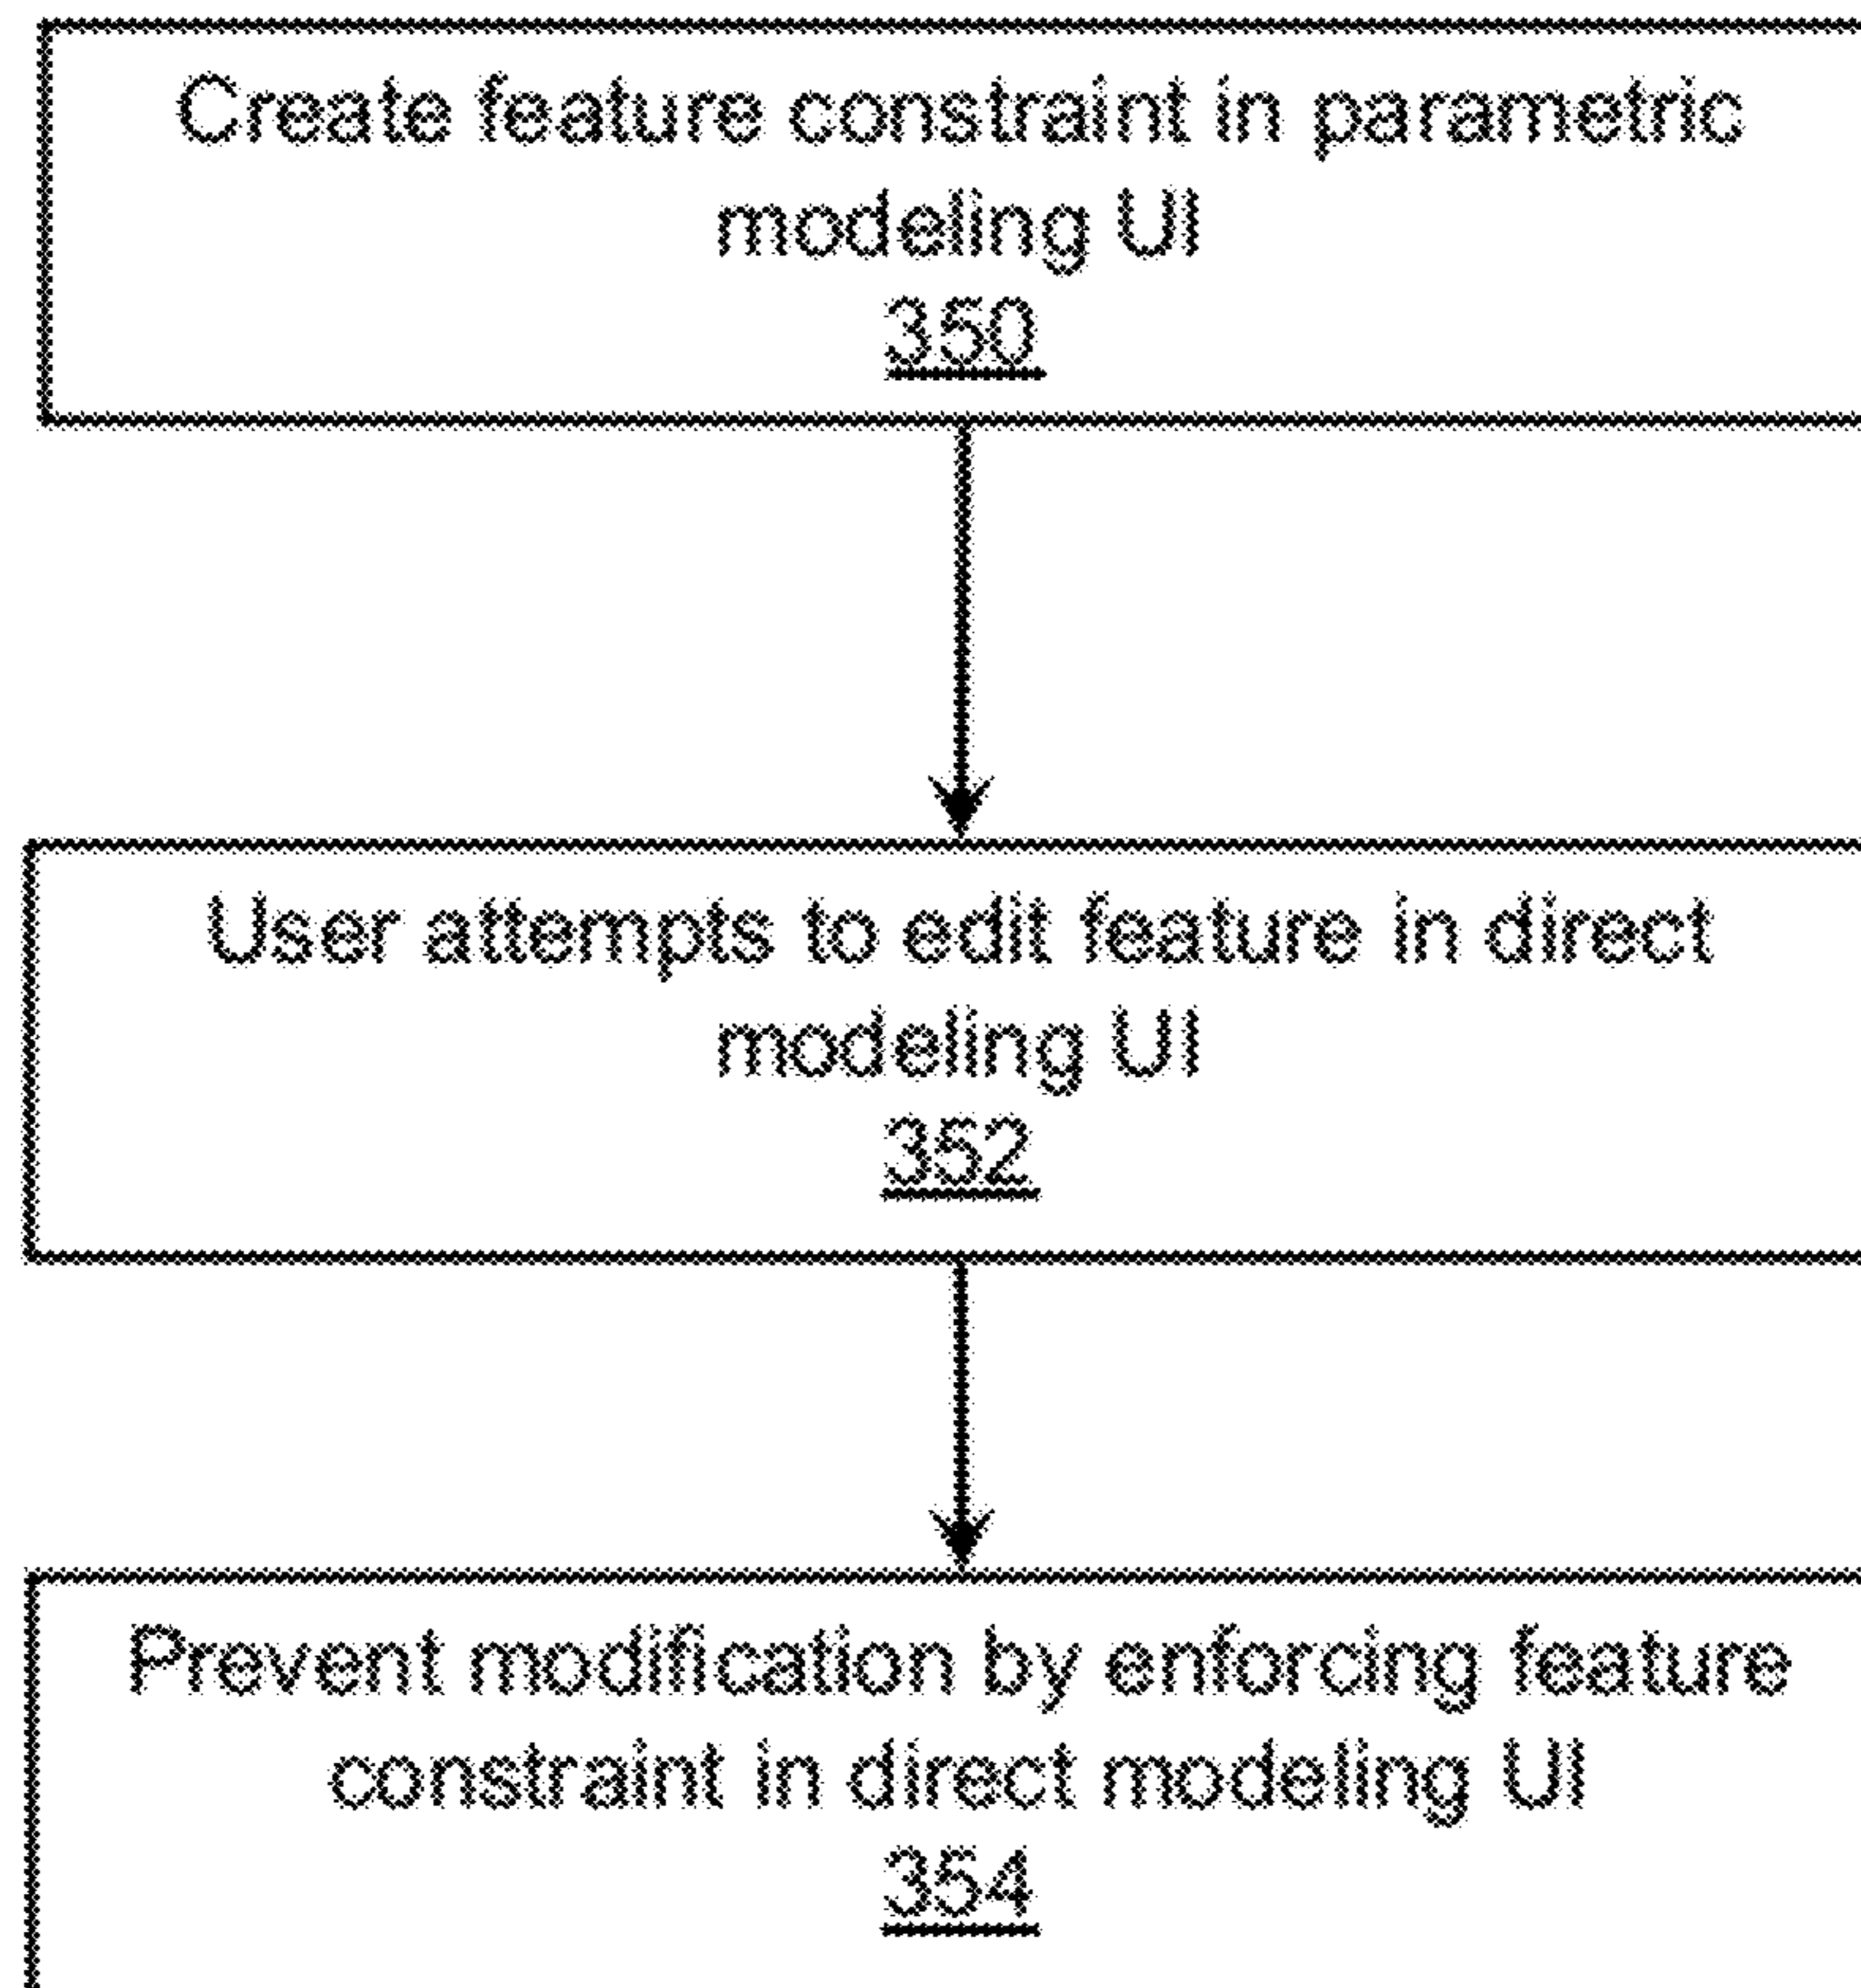 Create feature constraint in parametric
modeling UI
350
User attempts to edit feature in direct
modeling UI
352
Prevent modification by enforcing feature
constraint in direct modeling UI
354